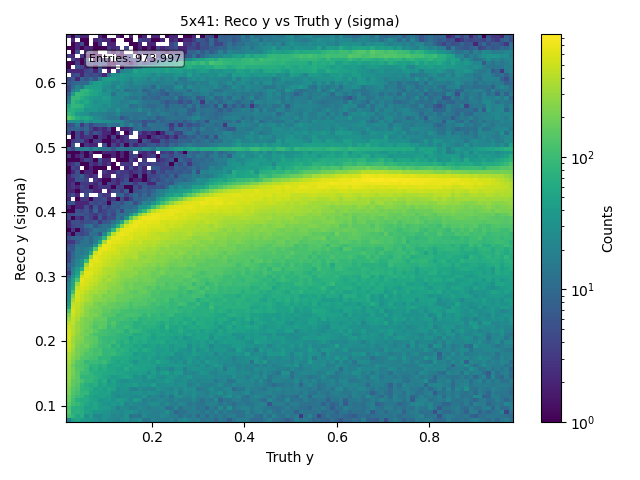 5x41: Reco y vs Truth y (sigma)
Entries: 973,997
Reco y (sigma)
0.6
0.5
0.4
0.3
0.2
0.1
0.2
0.4
0.6
0.8
Truth y
10²
10¹
10⁰
Counts